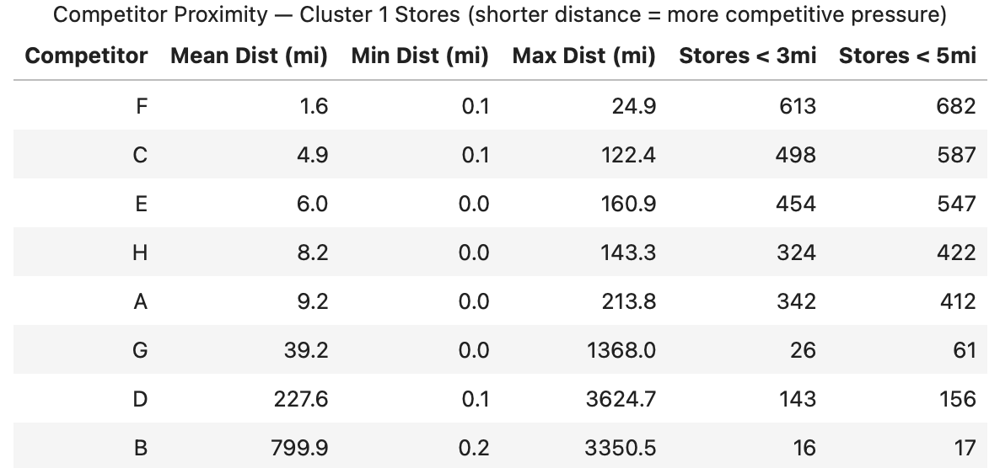 Competitor Proximity — Cluster 1 Stores (shorter distance = more competitive pressure)
Competitor Mean Dist (mi) Min Dist (mi) Max Dist (mi) Stores < 3mi Stores < 5mi
F 1.6 0.1 24.9 613 682
C 4.9 0.1 122.4 498 587
E 6.0 0.0 160.9 454 547
H 8.2 0.0 143.3 324 422
A 9.2 0.0 213.8 342 412
G 39.2 0.0 1368.0 26 61
D 227.6 0.1 3624.7 143 156
B 799.9 0.2 3350.5 16 17